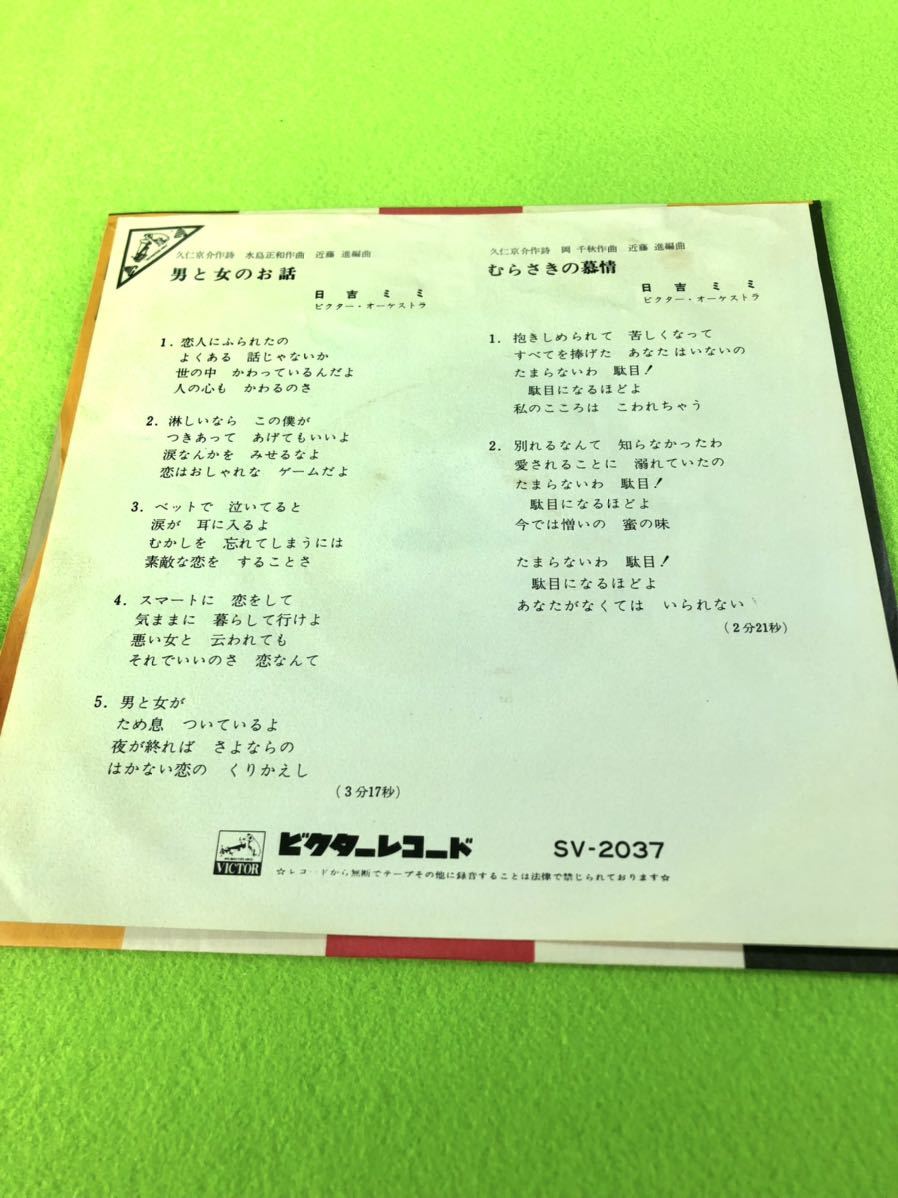 久仁京介作詩 水島正和作曲 近藤 進編曲
男と女のお話
日吉ミミ
ビクター・オーケストラ
1. 恋人にふられたの
よくある 話じゃないか
世の中 かわっているんだよ
人の心も かわるのさ
2. 淋しいなら この僕が
つきあって あげてもいいよ
涙なんかを みせるなよ
恋はおしゃれな ゲームだよ
3. ベットで 泣いてると
涙が 耳に入るよ
むかしを 忘れてしまうには
素敵な恋を することさ
4. スマートに 恋をして
気ままに 暮らして行けよ
悪い女と 云われても
それでいいのさ 恋なんて
5. 男と女が
ため息 ついているよ
夜が終れば さよならの
はかない恋の くりかえし
(3分17秒)
久仁京介作詩 岡 千秋作曲 近藤 進編曲
むらさきの慕情
日吉ミミ
ビクター・オーケストラ
1. 抱きしめられて 苦しくなって
すべてを捧げた あなたはいないの
たまらないわ 駄目!
駄目になるほどよ
私のこころは こわれちゃう
2. 別れるなんて 知らなかったわ
愛されることに 溺れていたの
たまらないわ 駄目!
駄目になるほどよ
今では憎いの 蜜の味
たまらないわ 駄目!
駄目になるほどよ
あなたがなくては いられない
(2分21秒)
VICTOR
ビクターレコード SV-2037
☆レコードから無断でテープその他に録音することは法律で禁じられております☆